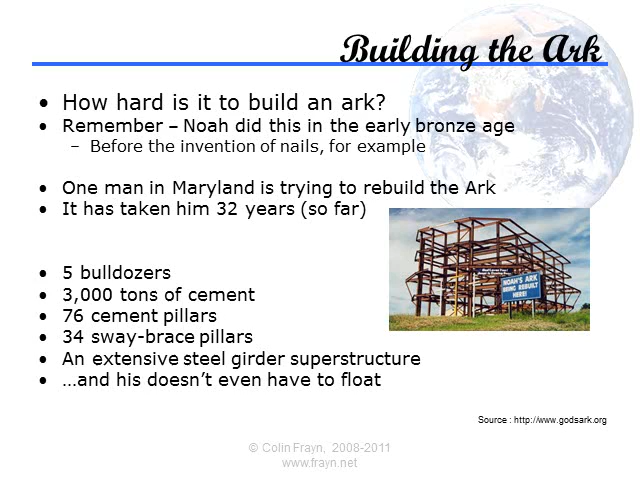 Building the Ark
• How hard is it to build an ark?
• Remember – Noah did this in the early bronze age
– Before the invention of nails, for example
• One man in Maryland is trying to rebuild the Ark
• It has taken him 32 years (so far)
NOAH'S ARK
BEING REBUILT
HERE!
• 5 bulldozers
• 3,000 tons of cement
• 76 cement pillars
• 34 sway-brace pillars
• An extensive steel girder superstructure
• …and his doesn’t even have to float
Source : http://www.godsark.org
© Colin Frayn, 2008-2011
www.frayn.net